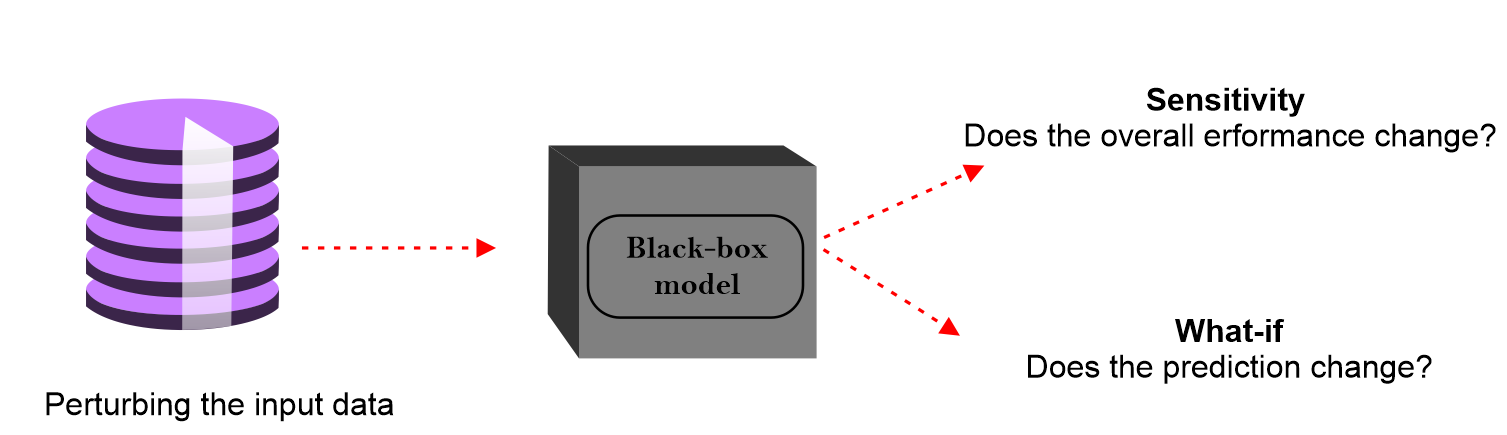 Sensitivity
Does the overall erformance change?
Black-box
model
What-if
Does the prediction change?
Perturbing the input data